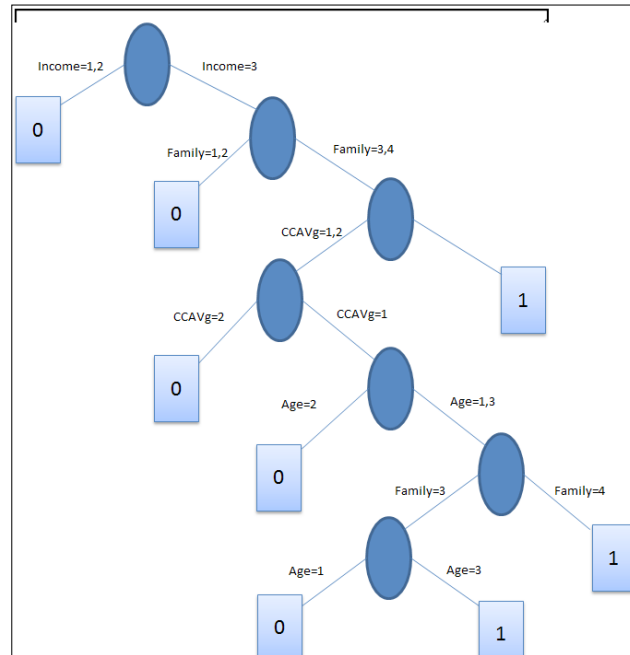 Income=1,2
Income=3
0
Family=1,2
Family=3,4
0
CCAVg=1,2
1
CCAVg=2
CCAVg=1
0
Age=2
Age=1,3
0
Family=3
Family=4
1
Age=1
Age=3
0
1